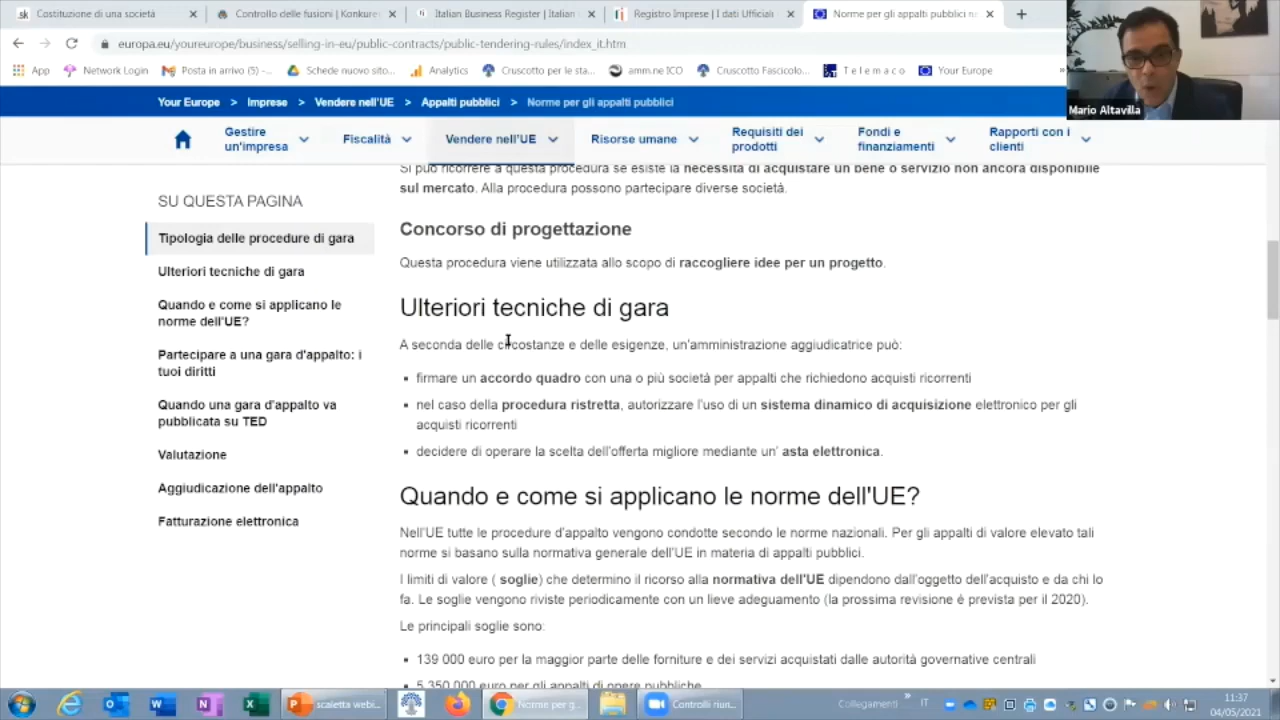 Costituzione di una società
Controllo delle fusioni | Konkure
Italian Business Register | Italian
Registro Imprese | I dati Ufficiali
Norme per gli appalti pubblici n
europa.eu/youreurope/business/selling-in-eu/public-contracts/public-tendering-rules/index_it.htm
App
Network Login
Posta in arrivo (5) -...
Schede nuovo sito...
Analytics
Cruscotto per le sta...
amm.ne ICO
Cruscotto Fascicolo...
T e l e m a c o
Your Europe
Mario Altavilla
Your Europe > Imprese > Vendere nell'UE > Appalti pubblici > Norme per gli appalti pubblici
Gestire un'impresa
Fiscalità
Vendere nell'UE
Risorse umane
Requisiti dei prodotti
Fondi e finanziamenti
Rapporti con i clienti
SU QUESTA PAGINA
Tipologia delle procedure di gara
Ulteriori tecniche di gara
Quando e come si applicano le
norme dell'UE?
Partecipare a una gara d'appalto: i
tuoi diritti
Quando una gara d'appalto va
pubblicata su TED
Valutazione
Aggiudicazione dell'appalto
Fatturazione elettronica
Si può ricorrere a questa procedura se esiste la necessità di acquistare un bene o servizio non ancora disponibile
sul mercato. Alla procedura possono partecipare diverse società.
Concorso di progettazione
Questa procedura viene utilizzata allo scopo di raccogliere idee per un progetto.
Ulteriori tecniche di gara
A seconda delle circostanze e delle esigenze, un'amministrazione aggiudicatrice può:
▪ firmare un accordo quadro con una o più società per appalti che richiedono acquisti ricorrenti
▪ nel caso della procedura ristretta, autorizzare l'uso di un sistema dinamico di acquisizione elettronico per gli
acquisti ricorrenti
▪ decidere di operare la scelta dell'offerta migliore mediante un' asta elettronica.
Quando e come si applicano le norme dell'UE?
Nell'UE tutte le procedure d'appalto vengono condotte secondo le norme nazionali. Per gli appalti di valore elevato tali
norme si basano sulla normativa generale dell'UE in materia di appalti pubblici.
I limiti di valore ( soglie) che determino il ricorso alla normativa dell'UE dipendono dall'oggetto dell'acquisto e da chi lo
fa. Le soglie vengono riviste periodicamente con un lieve adeguamento (la prossima revisione è prevista per il 2020).
Le principali soglie sono:
▪ 139 000 euro per la maggior parte delle forniture e dei servizi acquistati dalle autorità governative centrali
▪ 5 350 000 euro per gli appalti di opere pubbliche
scaletta webi...
Norme per g...
Controlli riun...
Collegamenti
IT
11:37
04/05/2021